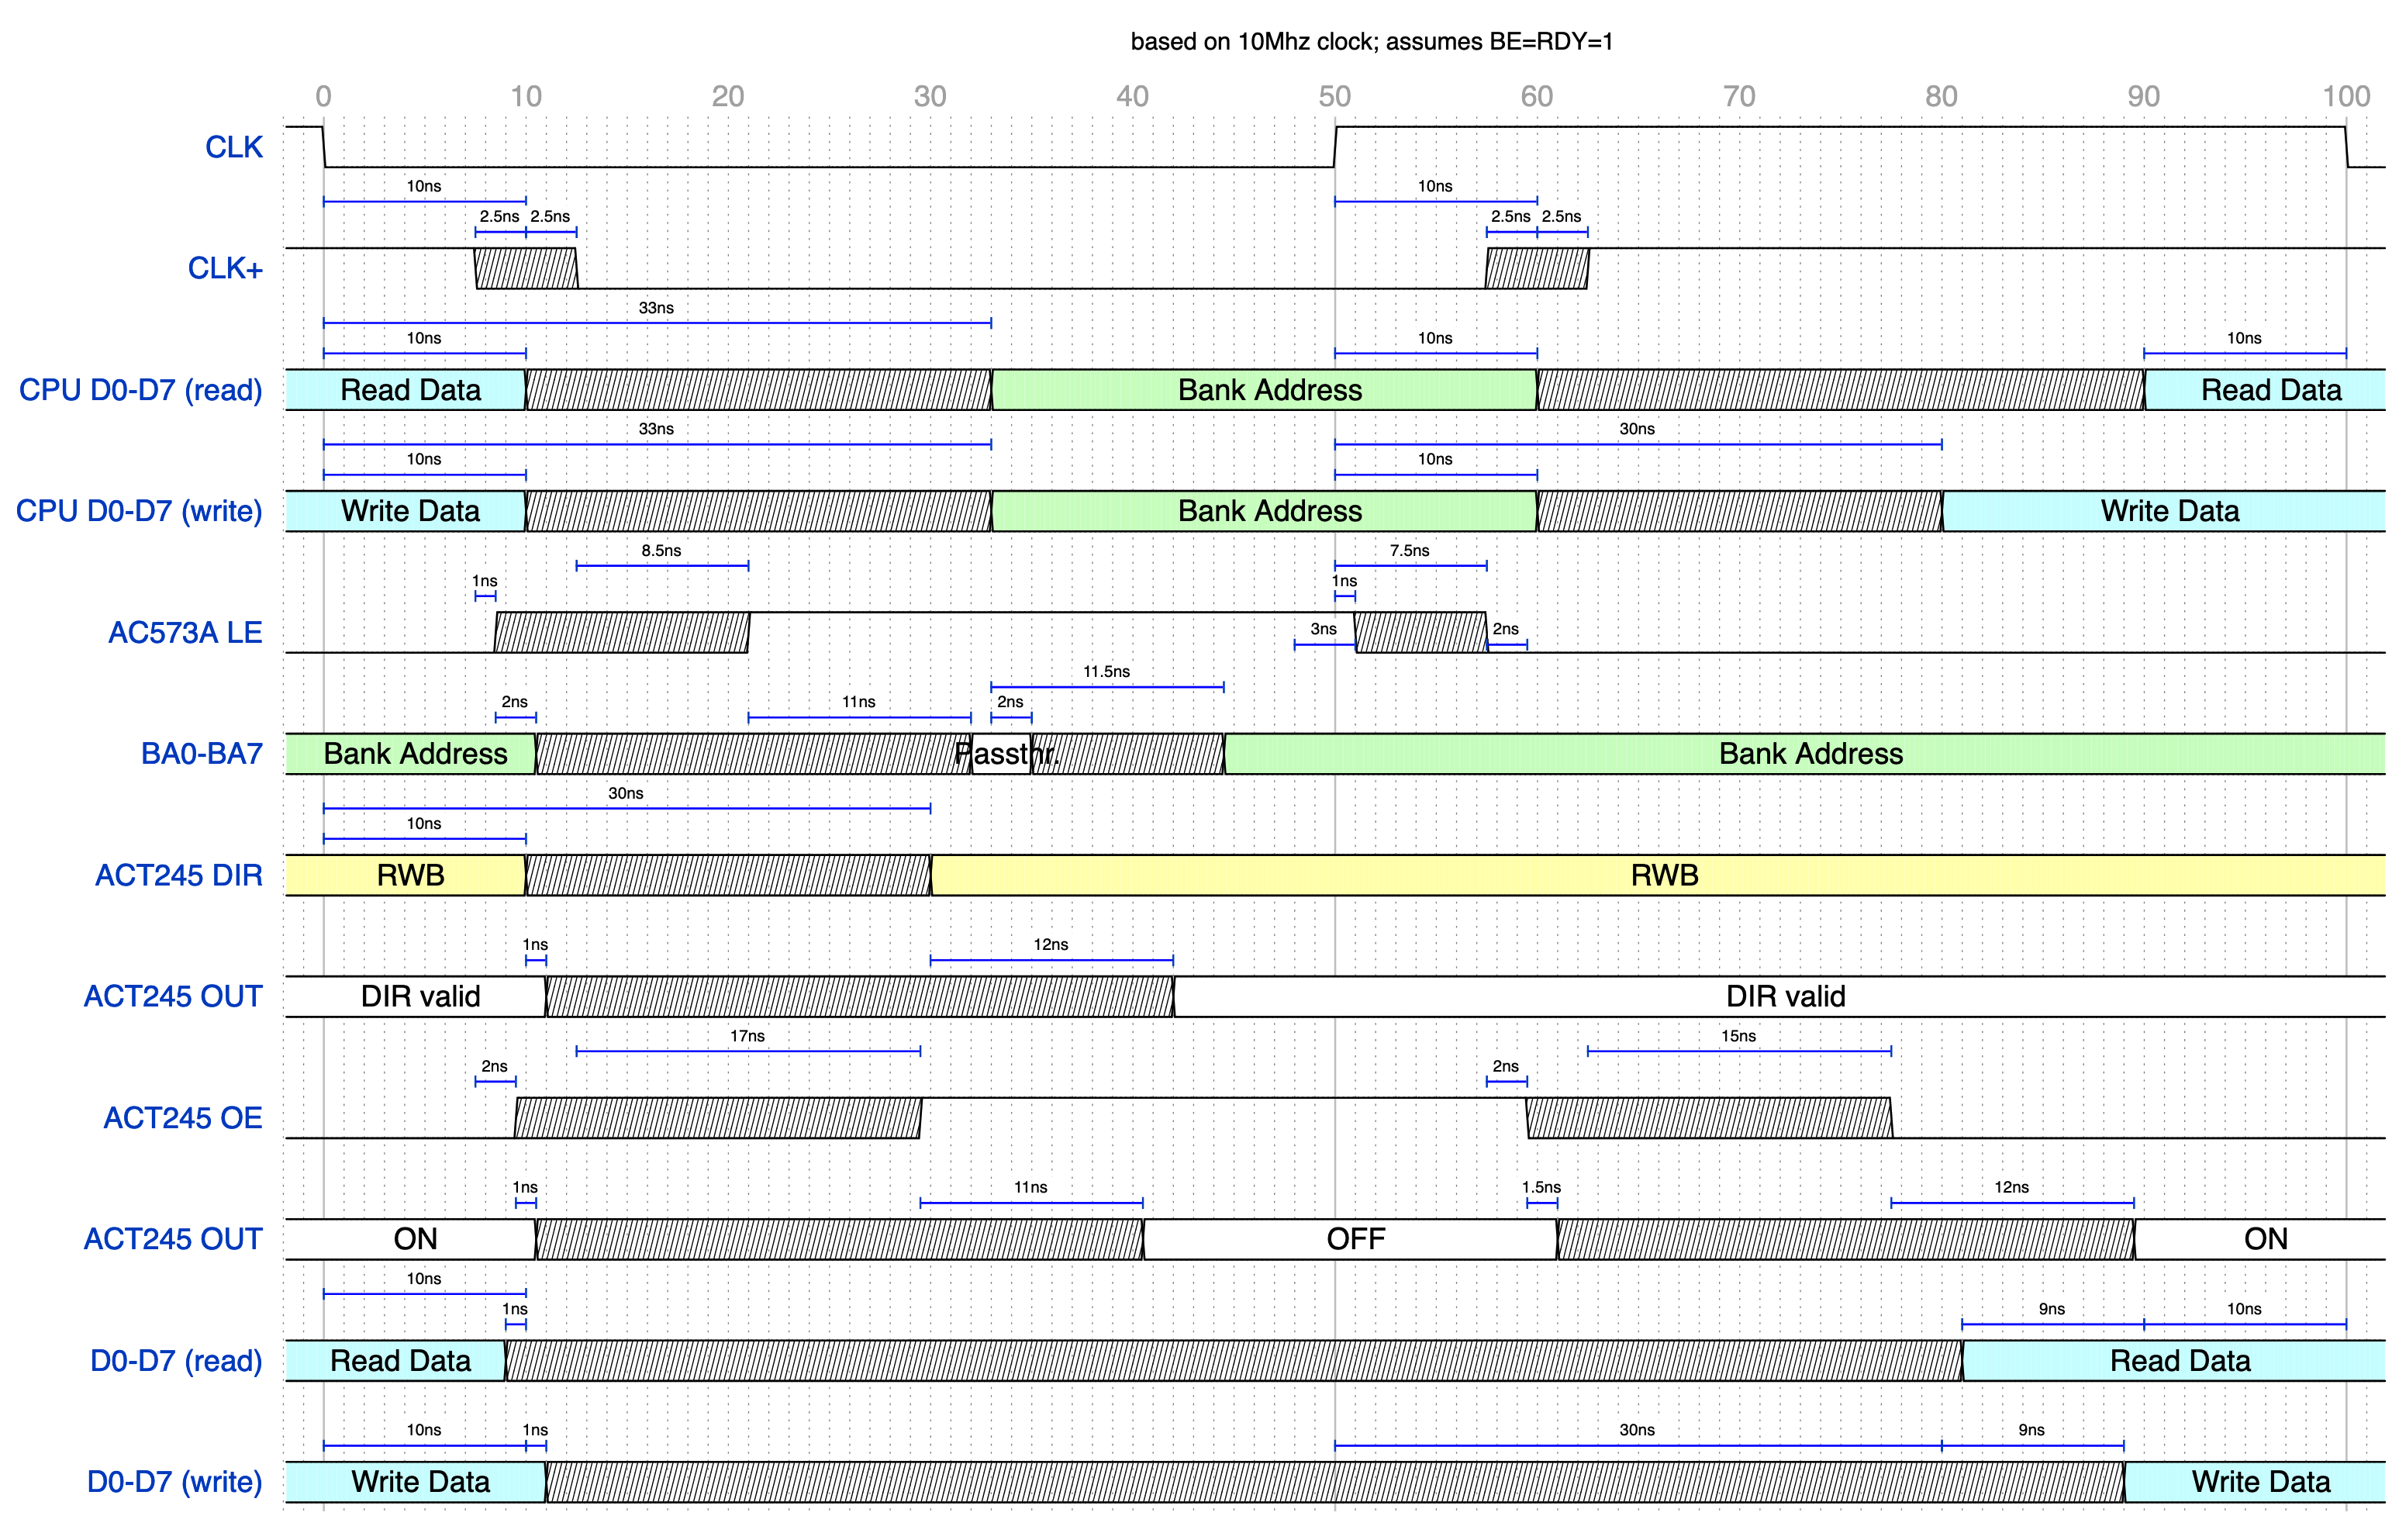 based on 10Mhz clock; assumes BE=RDY=1
0 10 20 30 40 50 60 70 80 90 100
CLK
10ns 10ns
2.5ns 2.5ns 2.5ns 2.5ns
CLK+
33ns
10ns 10ns 10ns
CPU D0-D7 (read) Read Data Bank Address Read Data
33ns 30ns
10ns 10ns
CPU D0-D7 (write) Write Data Bank Address Write Data
8.5ns 7.5ns
1ns 1ns
AC573A LE 3ns 2ns
11.5ns
2ns 11ns 2ns
BA0-BA7 Bank Address Passthr. Bank Address
30ns
10ns
ACT245 DIR RWB RWB
1ns 12ns
ACT245 OUT DIR valid DIR valid
17ns 15ns
2ns 2ns
ACT245 OE
1ns 11ns 1.5ns 12ns
ACT245 OUT ON OFF ON
10ns
1ns 9ns 10ns
D0-D7 (read) Read Data Read Data
10ns 1ns 30ns 9ns
D0-D7 (write) Write Data Write Data